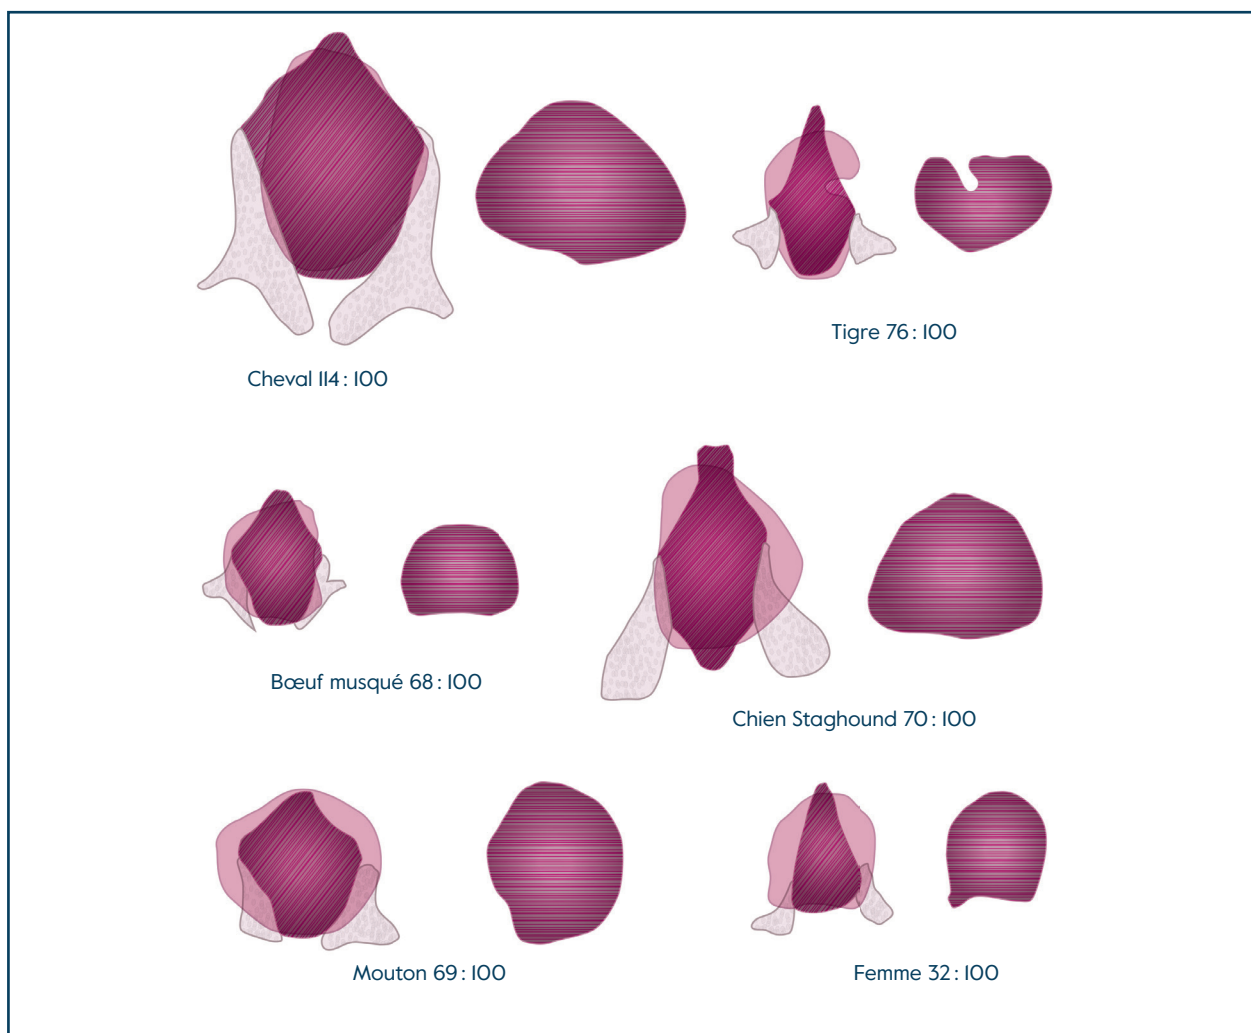 Tigre 76 : 100
Cheval 114 : 100
Bœuf musqué 68 : 100
Chien Staghound 70 : 100
Mouton 69 : 100
Femme 32 : 100